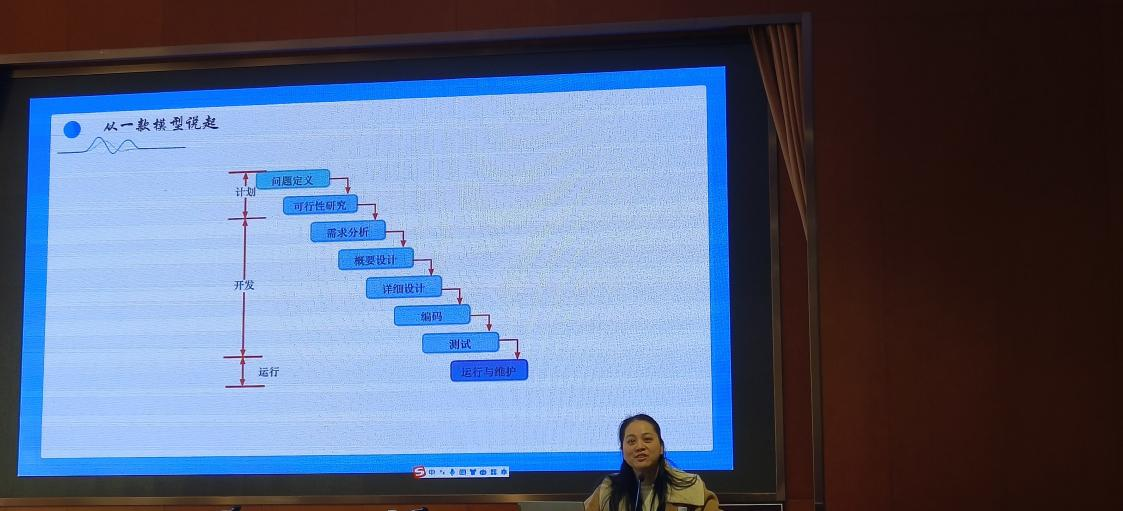 从一款模型说起
问题定义
计划
可行性研究
需求分析
概要设计
开发
详细设计
编码
测试
运行
运行与维护
中